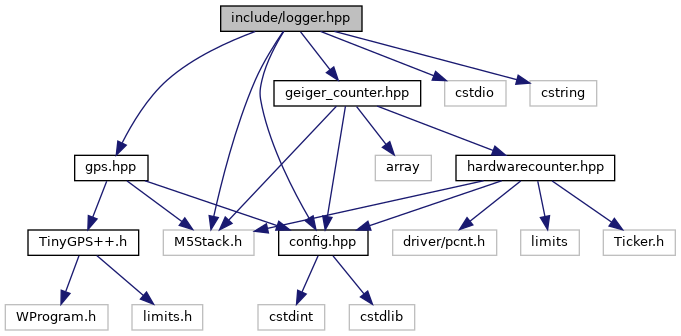 include/logger.hpp
geiger_counter.hpp
cstdio
cstring
gps.hpp
array
hardwarecounter.hpp
TinyGPS++.h
M5Stack.h
config.hpp
driver/pcnt.h
limits
Ticker.h
WProgram.h
limits.h
cstdint
cstdlib